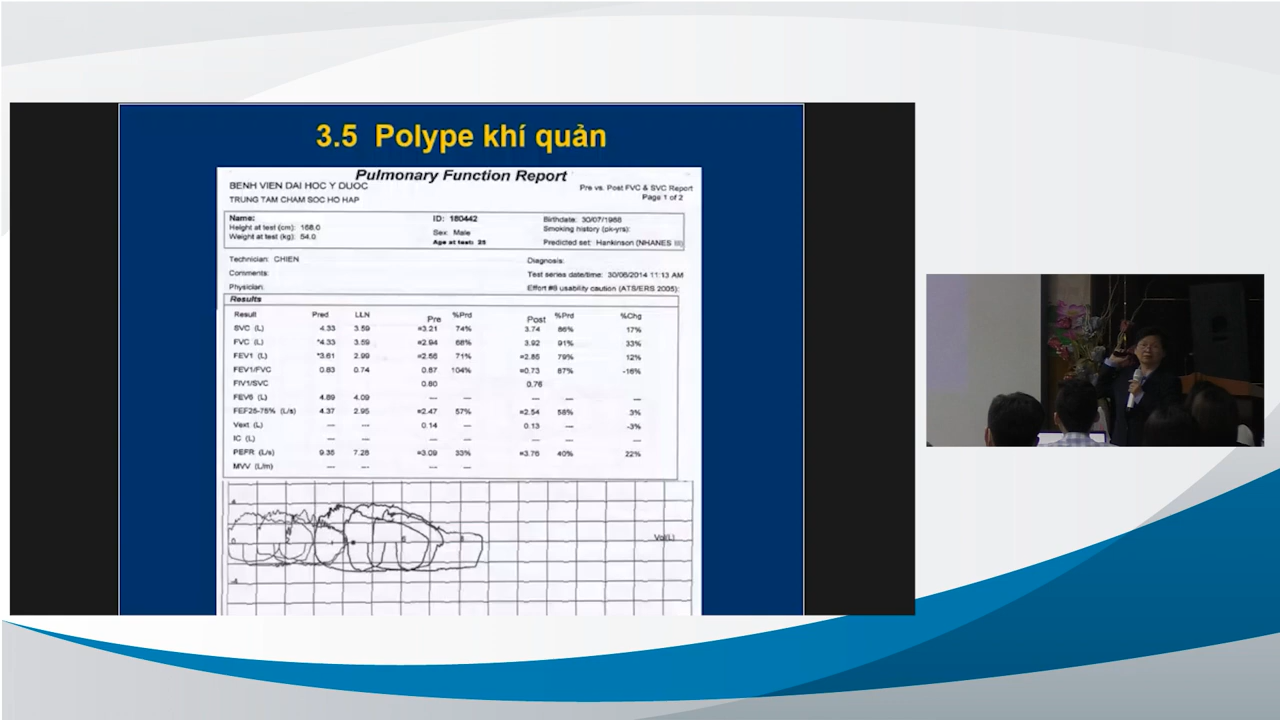 3.5 Polype khí quản
Pulmonary Function Report
BENH VIEN DAI HOC Y DUOC
TRUNG TAM CHAM SOC HO HAP
Pre vs. Post FVC & SVC Report
Page 1 of 2
Name:
Height at test (cm): 168.0
Weight at test (kg): 54.0
ID: 180442
Sex: Male
Age at test: 25
Birthdate: 30/07/1988
Smoking history (pk-yrs):
Predicted set: Hankinson (NHANES III)
Technician: CHIEN
Comments:
Physician:
Diagnosis:
Test series date/time: 30/06/2014 11:13 AM
Effort #9 usability caution (ATS/ERS 2005):
Results
Result Pred LLN Pre %Prd Post %Prd %Chg
SVC (L) 4.33 3.59 =3.21 74% 3.74 86% 17%
FVC (L) *4.33 3.59 =2.94 68% 3.92 91% 33%
FEV1 (L) *3.61 2.99 =2.56 71% =2.85 79% 12%
FEV1/FVC 0.83 0.74 0.87 104% =0.73 87% -16%
FIV1/SVC 0.80 0.76
FEV6 (L) 4.89 4.09 --- --- --- --- ---
FEF25-75% (L/s) 4.37 2.95 =2.47 57% =2.54 58% 3%
Vext (L) --- --- 0.14 --- 0.13 --- -3%
IC (L) --- --- --- --- --- --- ---
PEFR (L/s) 9.35 7.28 =3.09 33% =3.76 40% 22%
MVV (L/m) --- --- --- --- --- ---
4
0
Vol(L)
-4